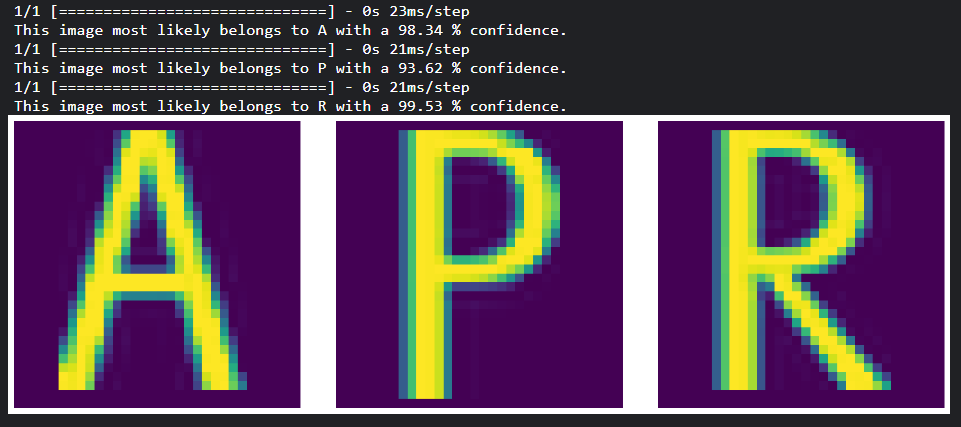 1/1 [==============================] - 0s 23ms/step
This image most likely belongs to A with a 98.34 % confidence.
1/1 [==============================] - 0s 21ms/step
This image most likely belongs to P with a 93.62 % confidence.
1/1 [==============================] - 0s 21ms/step
This image most likely belongs to R with a 99.53 % confidence.
A P R